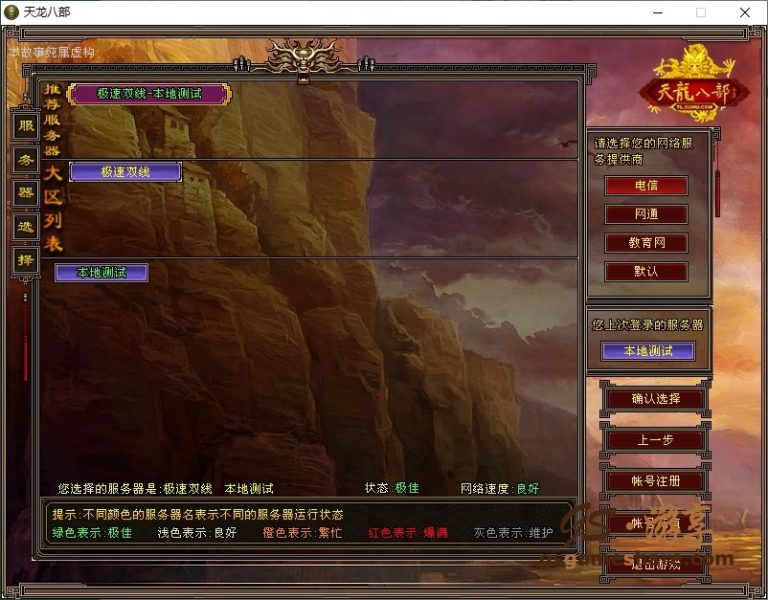 天龙八部
本故事纯属虚构
天龍八部
TL.SOHU.COM
推荐服务器
极速双线-本地测试
服务器选择
大区列表
极速双线
本地测试
请选择您的网络服
务提供商
电信
网通
教育网
默认
您上次登录的服务器
本地测试
确认选择
上一步
帐号注册
退出游戏
您选择的服务器是:极速双线 本地测试 状态:极佳 网络速度:良好
提示:不同颜色的服务器名表示不同的服务器运行状态
绿色表示:极佳 浅色表示:良好 橙色表示:繁忙 红色表示:爆满 灰色表示:维护